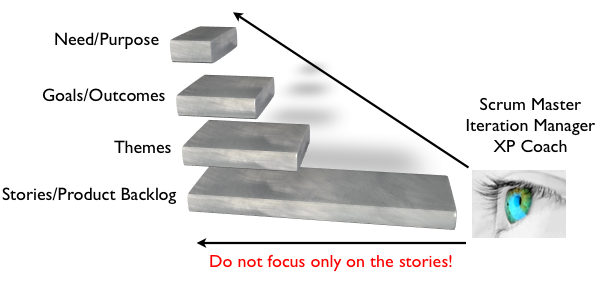 Need/Purpose
Goals/Outcomes
Themes
Stories/Product Backlog
Scrum Master
Iteration Manager
XP Coach
Do not focus only on the stories!